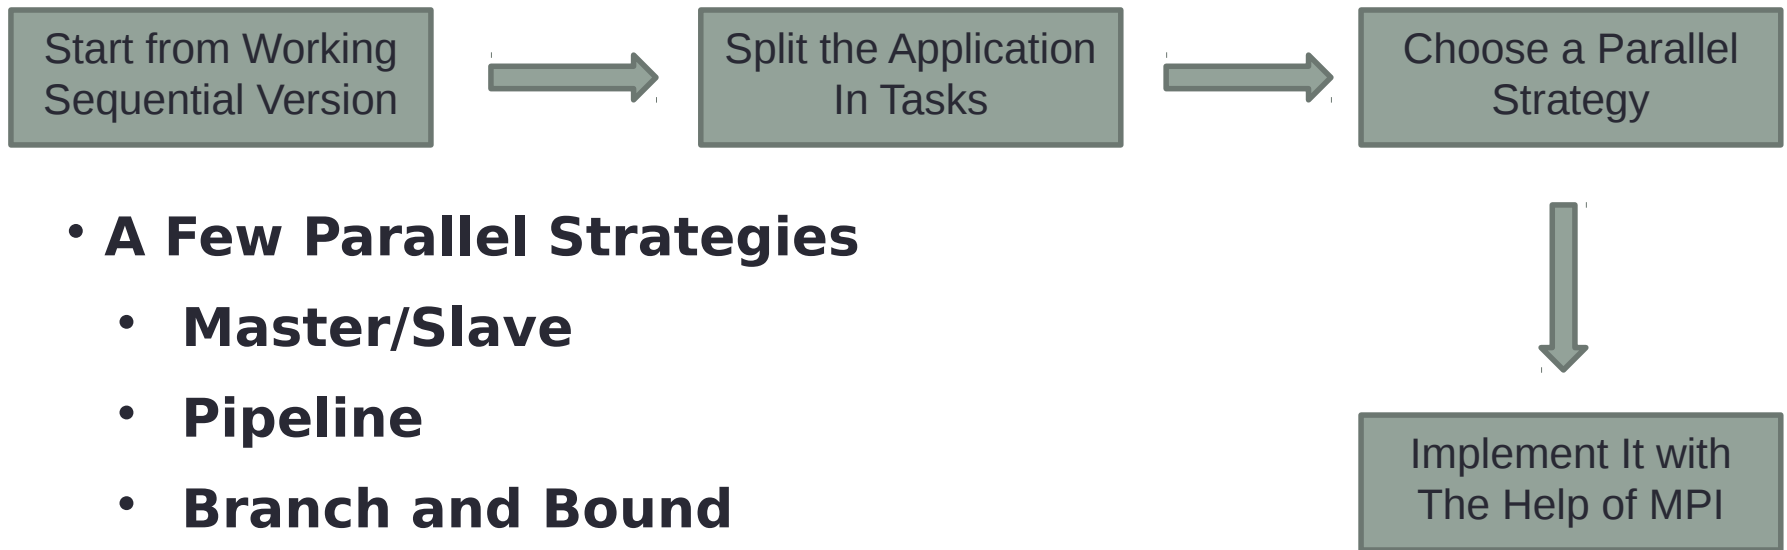 Start from Working
Sequential Version
Split the Application
In Tasks
Choose a Parallel
Strategy
• A Few Parallel Strategies
• Master/Slave
• Pipeline
• Branch and Bound
Implement It with
The Help of MPI